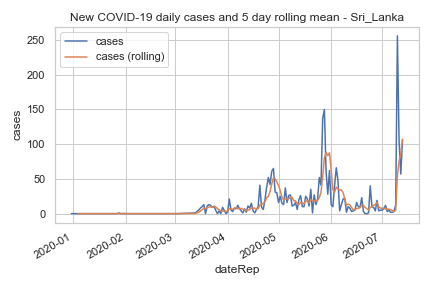 New COVID-19 daily cases and 5 day rolling mean - Sri_Lanka
cases
cases (rolling)
250
200
150
100
50
0
cases
2020-01
2020-02
2020-03
2020-04
2020-05
2020-06
2020-07
dateRep